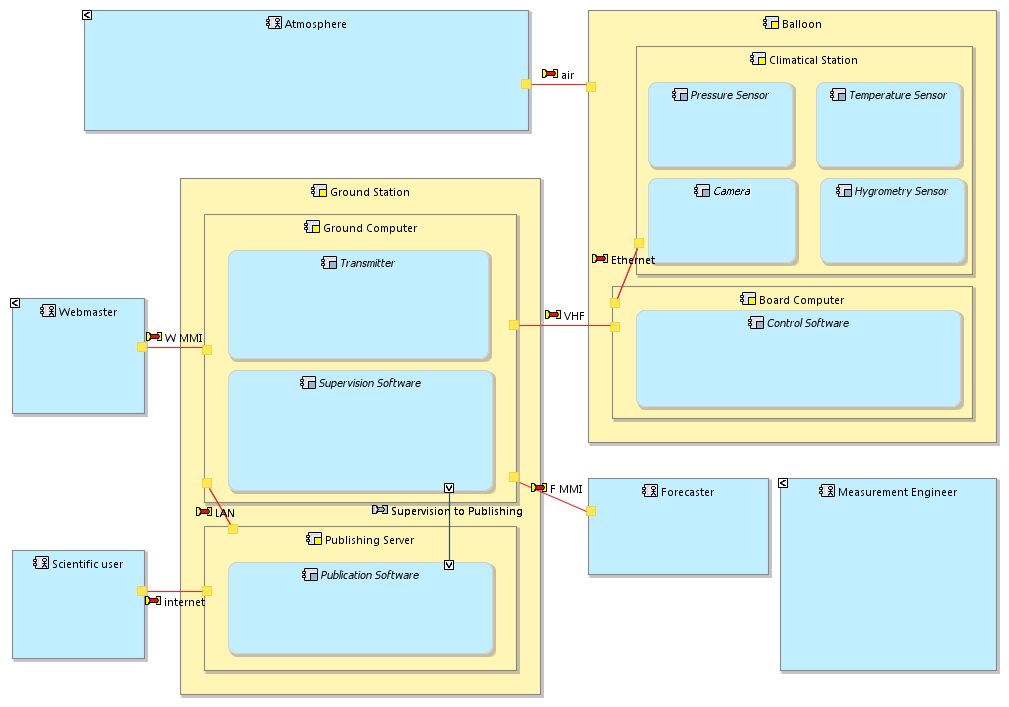 Atmosphere
Balloon
Climatical Station
air
Pressure Sensor
Temperature Sensor
Camera
Hygrometry Sensor
Ethernet
Board Computer
Control Software
VHF
Ground Station
Ground Computer
Transmitter
Supervision Software
Webmaster
W MMI
LAN
Supervision to Publishing
F MMI
Forecaster
Measurement Engineer
Publishing Server
Publication Software
Scientific user
internet